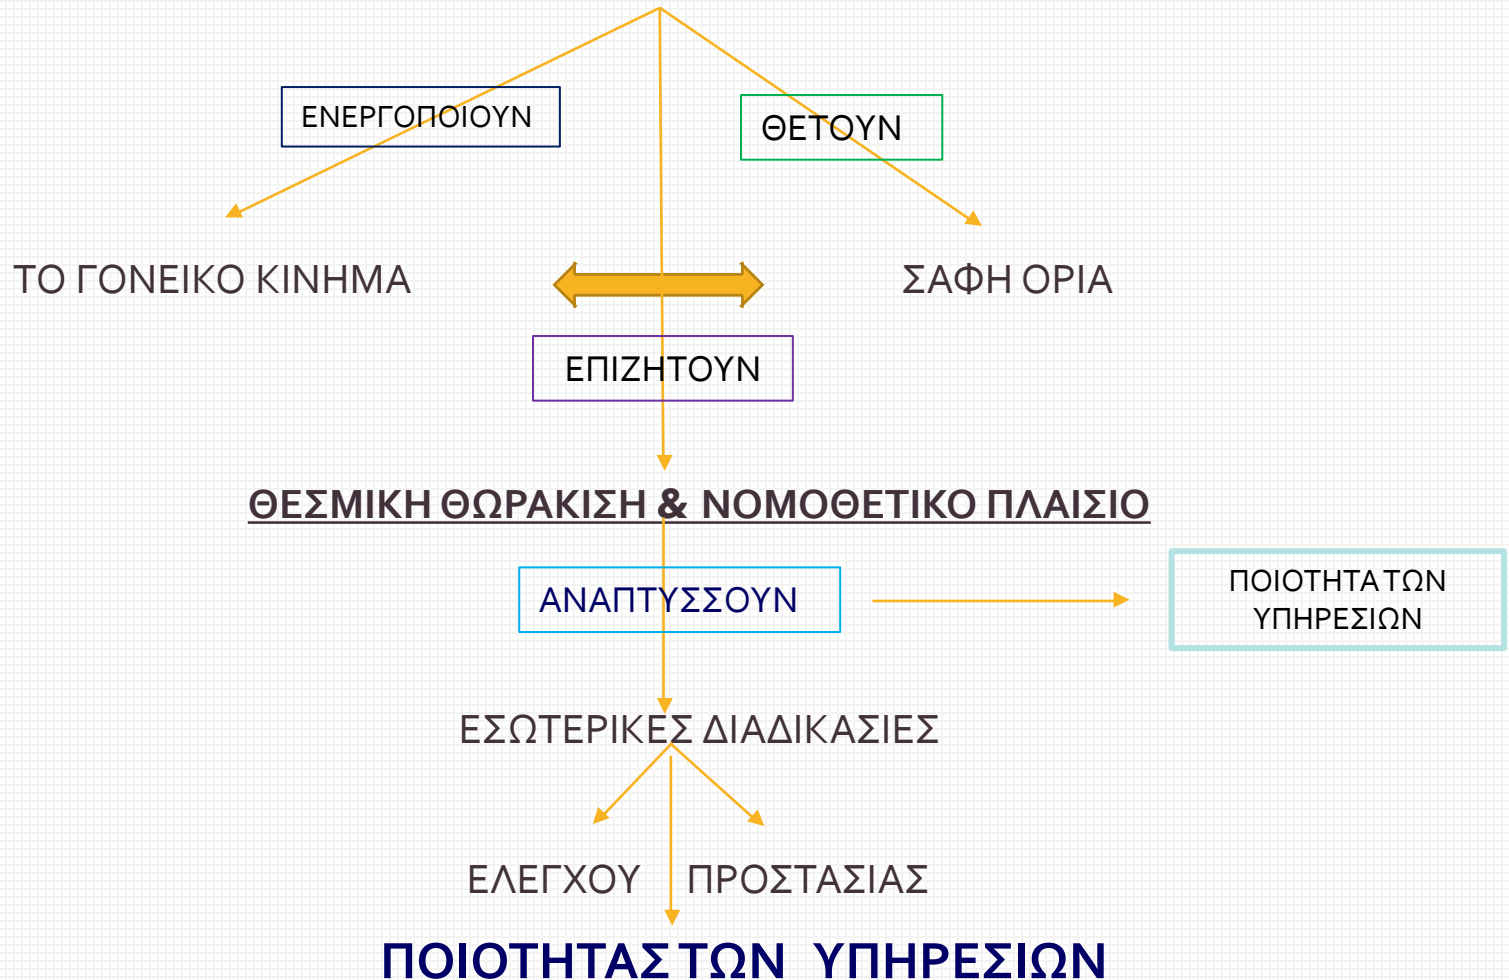 ΕΝΕΡΓΟΠΟΙΟΥΝ
ΘΕΤΟΥΝ
ΤΟ ΓΟΝΕΙΚΟ ΚΙΝΗΜΑ
ΣΑΦΗ ΟΡΙΑ
ΕΠΙΖΗΤΟΥΝ
ΘΕΣΜΙΚΗ ΘΩΡΑΚΙΣΗ & ΝΟΜΟΘΕΤΙΚΟ ΠΛΑΙΣΙΟ
ΑΝΑΠΤΥΣΣΟΥΝ
ΠΟΙΟΤΗΤΑ ΤΩΝ
ΥΠΗΡΕΣΙΩΝ
ΕΣΩΤΕΡΙΚΕΣ ΔΙΑΔΙΚΑΣΙΕΣ
ΕΛΕΓΧΟΥ ΠΡΟΣΤΑΣΙΑΣ
ΠΟΙΟΤΗΤΑΣ ΤΩΝ ΥΠΗΡΕΣΙΩΝ